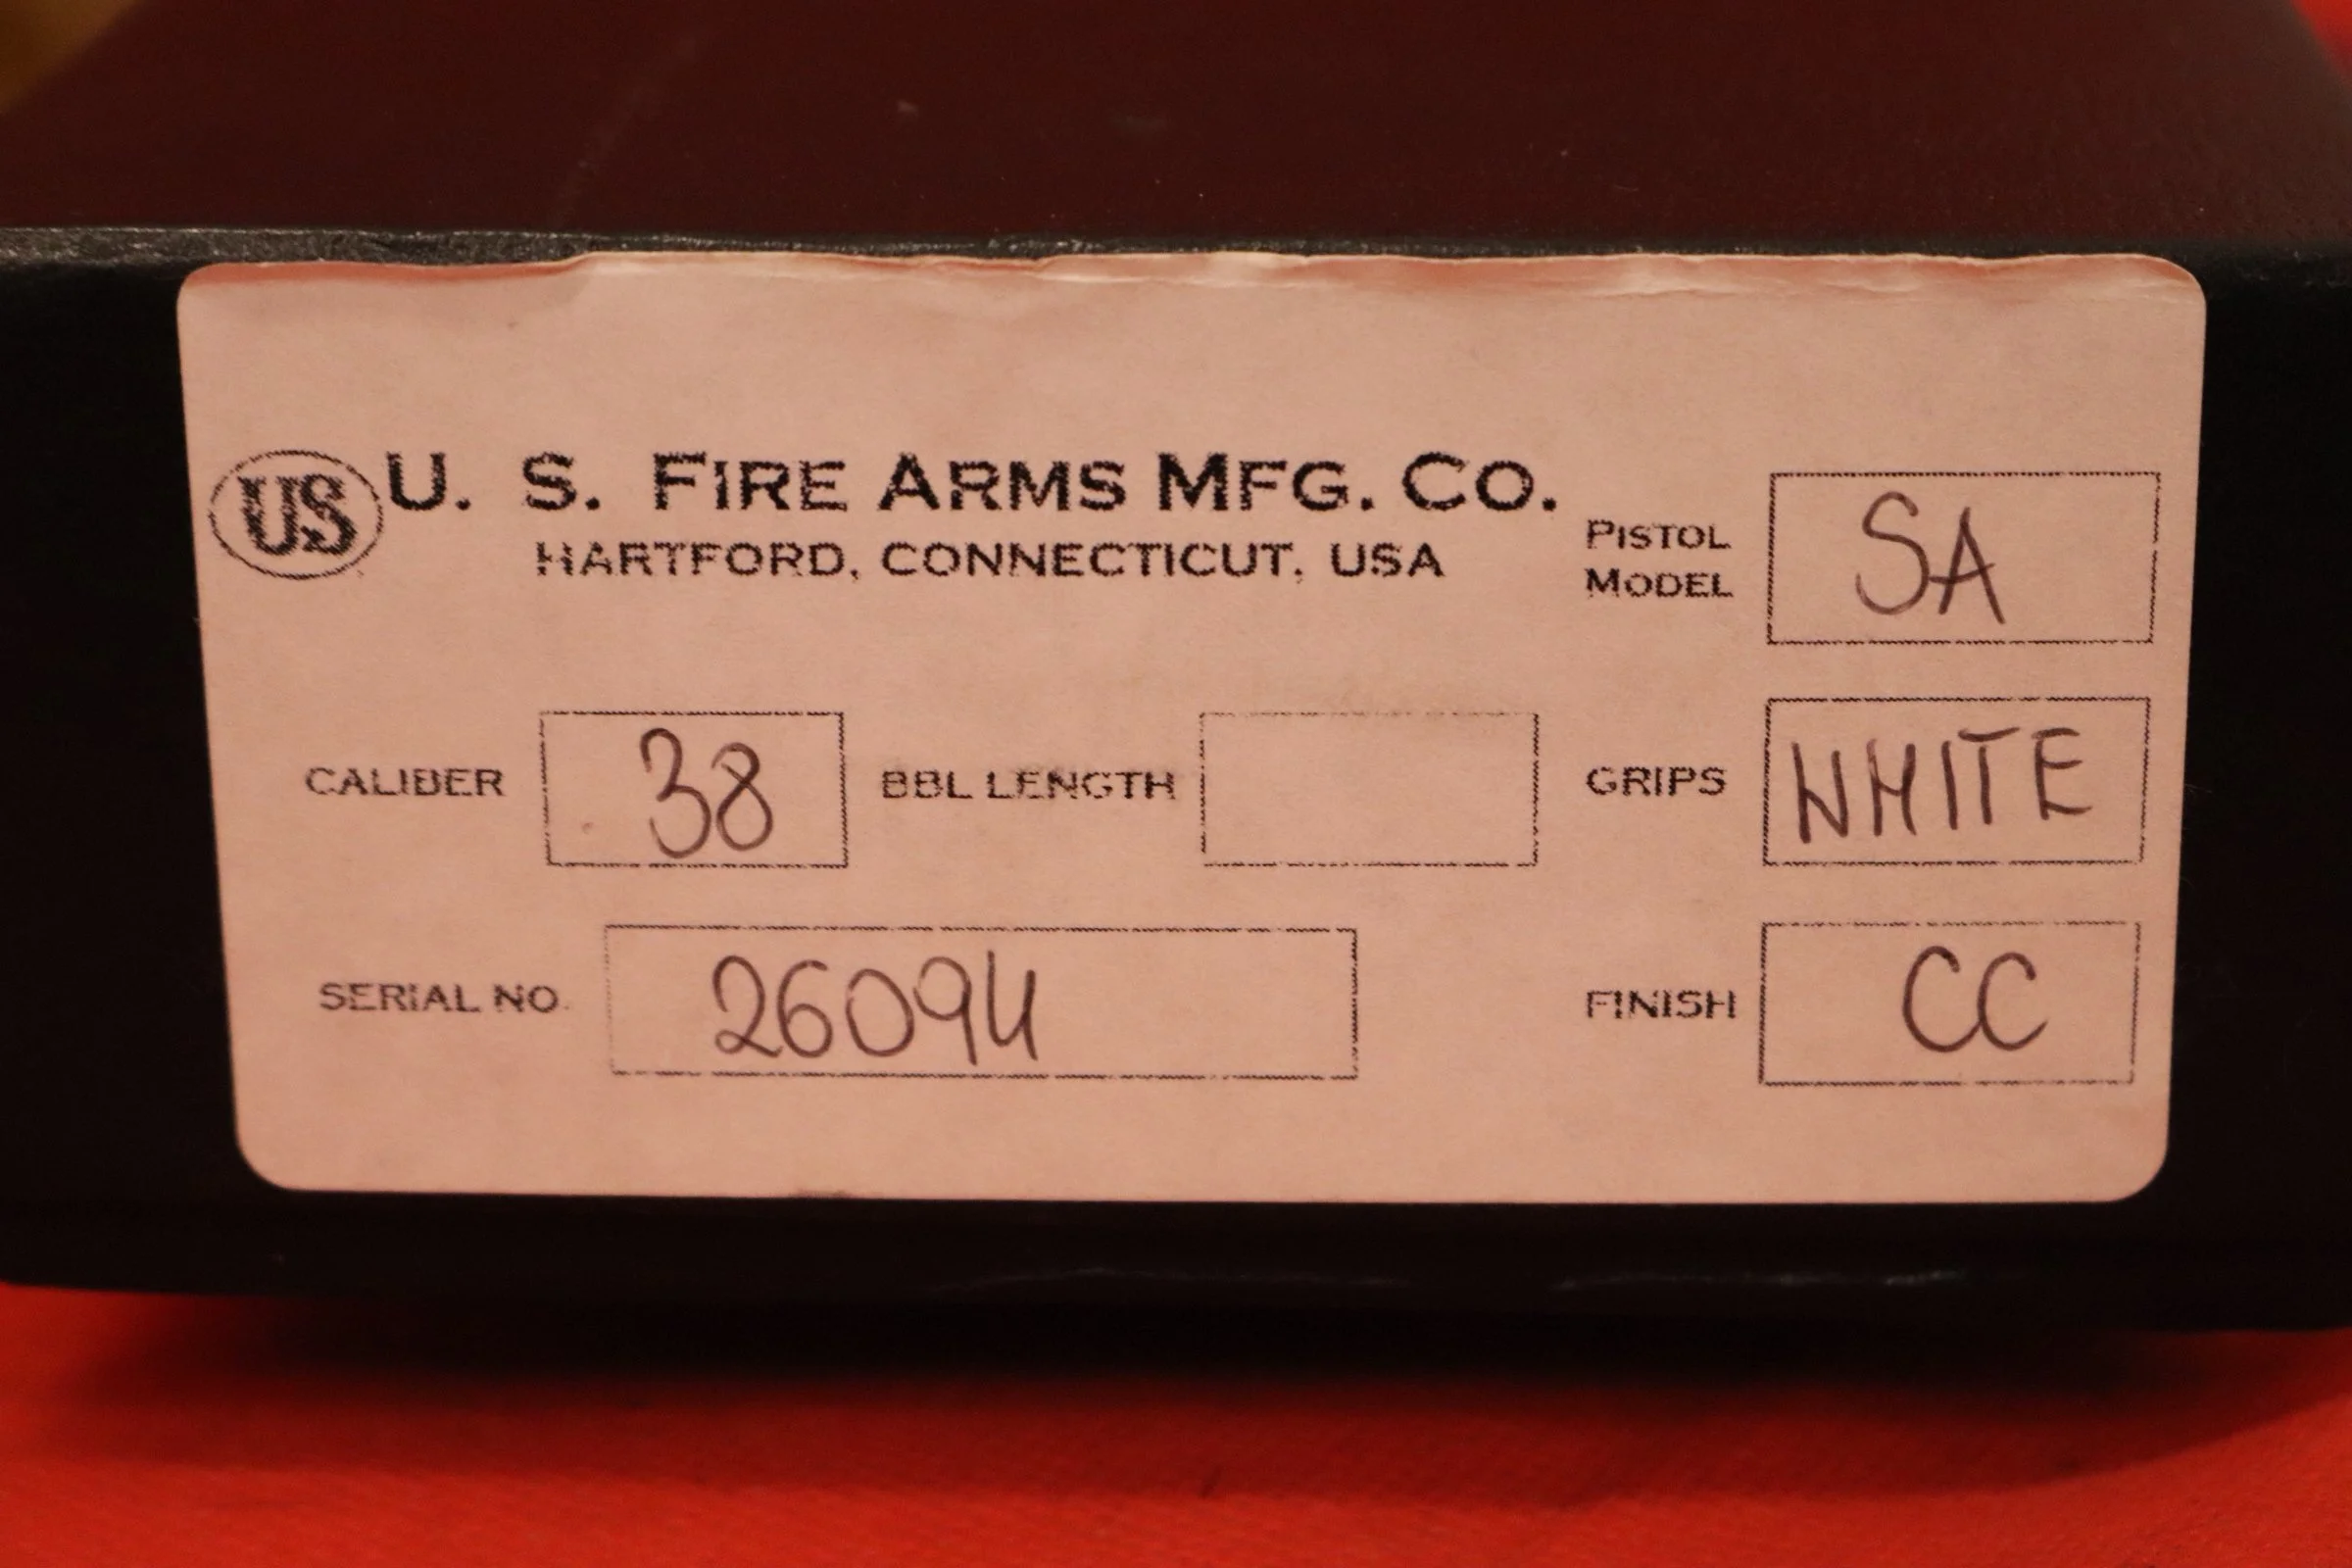 US U. S. FIRE ARMS MFG. CO.
HARTFORD, CONNECTICUT, USA
PISTOL MODEL SA
CALIBER 38 BBL LENGTH GRIPS WHITE
SERIAL NO. 26094 FINISH CC